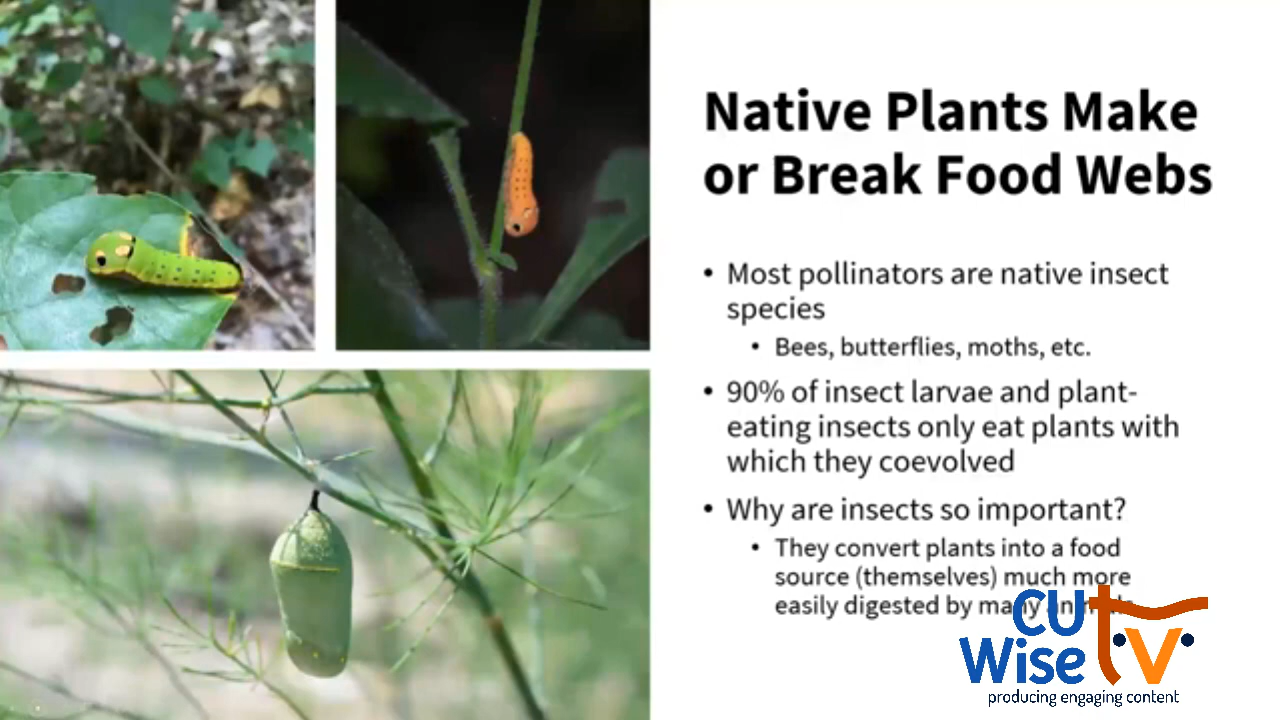 Native Plants Make
or Break Food Webs
• Most pollinators are native insect
species
• Bees, butterflies, moths, etc.
• 90% of insect larvae and plant-
eating insects only eat plants with
which they coevolved
• Why are insects so important?
• They convert plants into a food
source (themselves) much more
easily digested by many animals
CU
Wise tv
producing engaging content